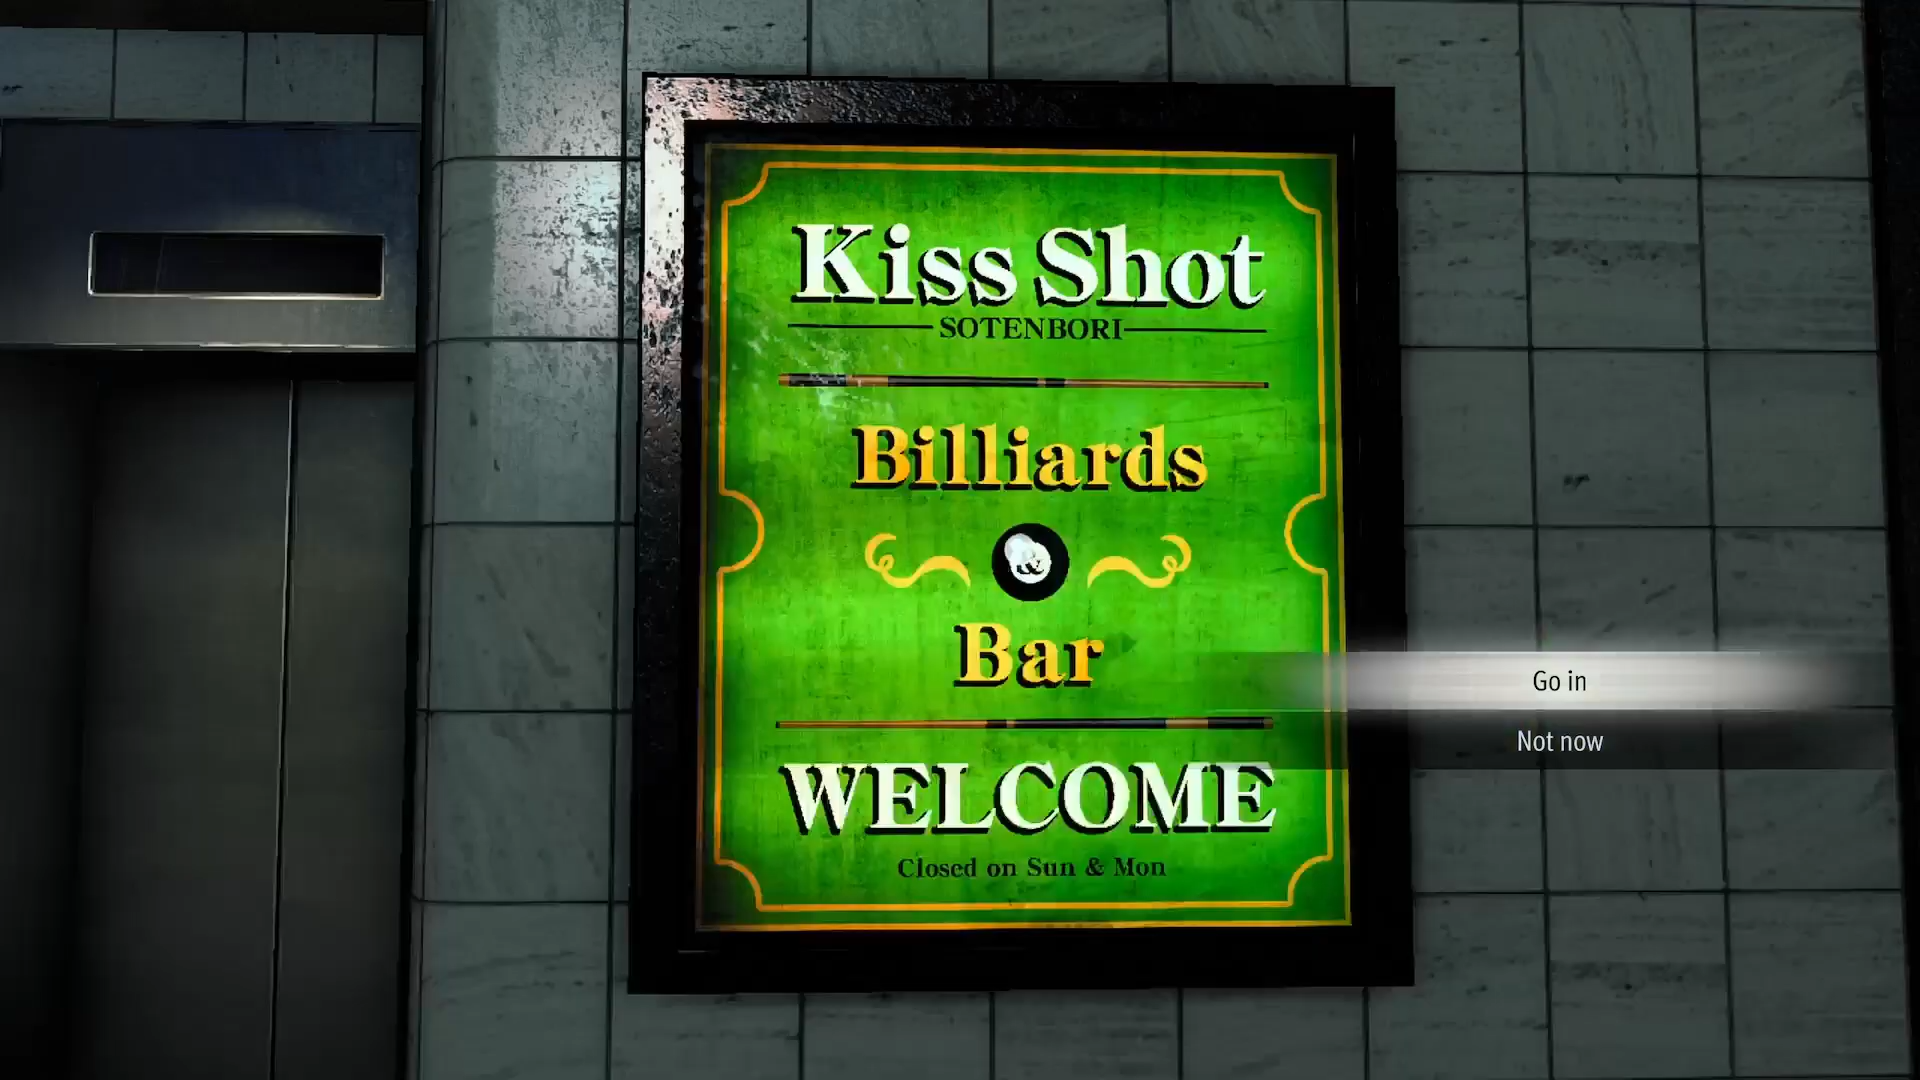 Kiss Shot
SOTENBORI
Billiards
Bar
WELCOME
Closed on Sun & Mon
Go in
Not now